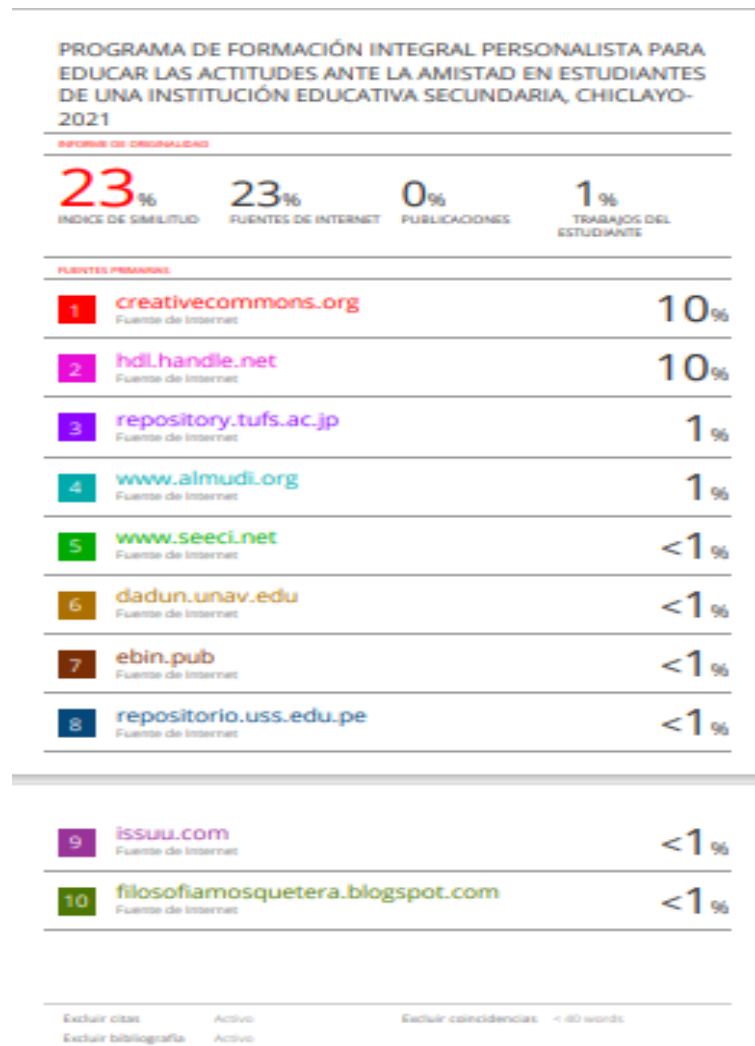 PROGRAMA DE FORMACIÓN INTEGRAL PERSONALISTA PARA
EDUCAR LAS ACTITUDES ANTE LA AMISTAD EN ESTUDIANTES
DE UNA INSTITUCIÓN EDUCATIVA SECUNDARIA, CHICLAYO-
2021
INFORME DE ORIGINALIDAD
23% 23% 0% 1%
INDICE DE SIMILITUD FUENTES DE INTERNET PUBLICACIONES TRABAJOS DEL
ESTUDIANTE
FUENTES PRIMARIAS
1 creativecommons.org 10%
Fuente de Internet
2 hdl.handle.net 10%
Fuente de Internet
3 repository.tufs.ac.jp 1%
Fuente de Internet
4 www.almudi.org 1%
Fuente de Internet
5 www.seeci.net <1%
Fuente de Internet
6 dadun.unav.edu <1%
Fuente de Internet
7 ebin.pub <1%
Fuente de Internet
8 repositorio.uss.edu.pe <1%
Fuente de Internet
9 issuu.com <1%
Fuente de Internet
10 filosofiamosquetera.blogspot.com <1%
Fuente de Internet
Excluir citas Activo Excluir coincidencias < 40 words
Excluir bibliografía Activo